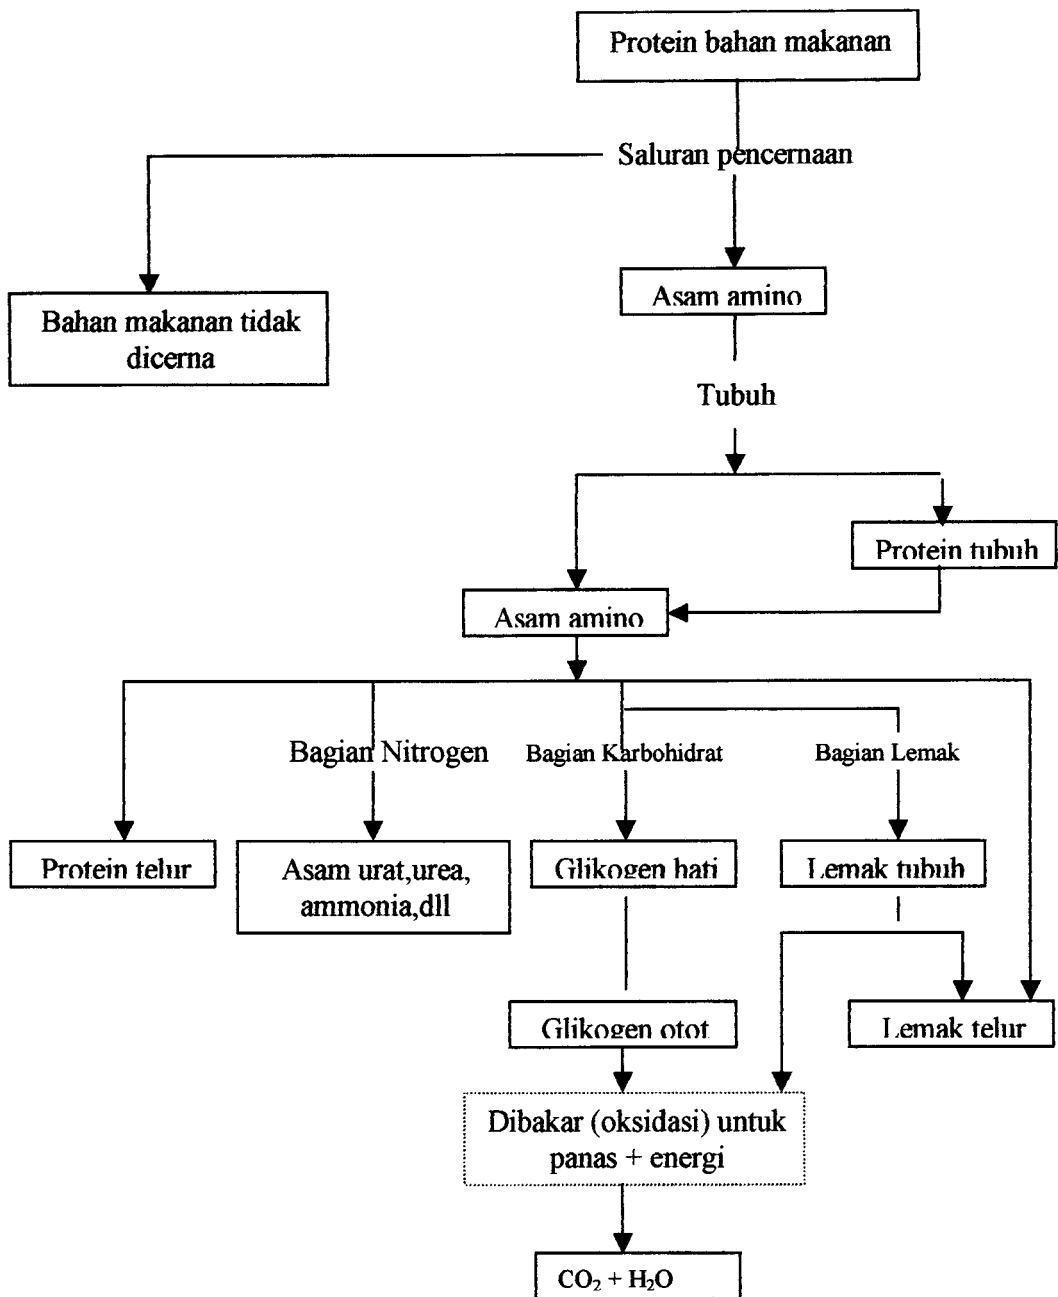 Protein bahan makanan
Saluran pencernaan
Bahan makanan tidak
dicerna
Asam amino
Tubuh
Protein tubuh
Asam amino
Bagian Nitrogen
Bagian Karbohidrat
Bagian Lemak
Protein telur
Asam urat,urea,
ammonia,dll
Glikogen hati
Lemak tubuh
Glikogen otot
Lemak telur
Dibakar (oksidasi) untuk
panas + energi
CO₂ + H₂O